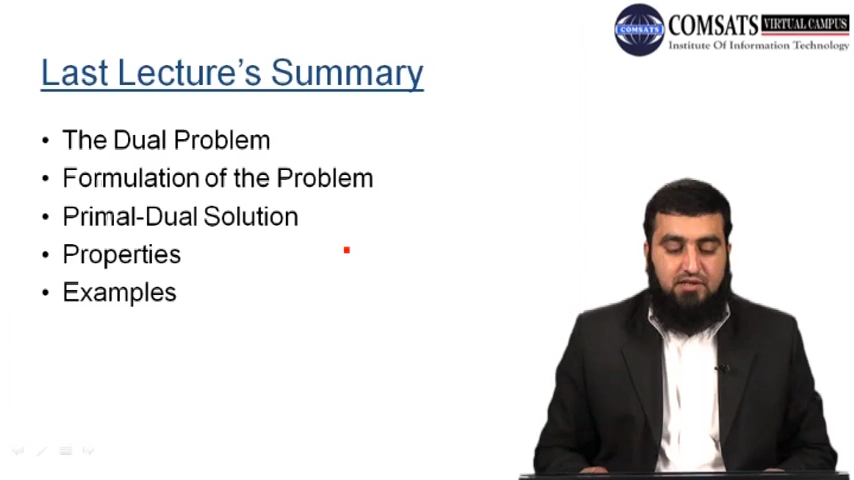 COMSATS VIRTUAL CAMPUS
COMSATS
Institute Of Information Technology
Last Lecture's Summary
• The Dual Problem
• Formulation of the Problem
• Primal-Dual Solution
• Properties
• Examples